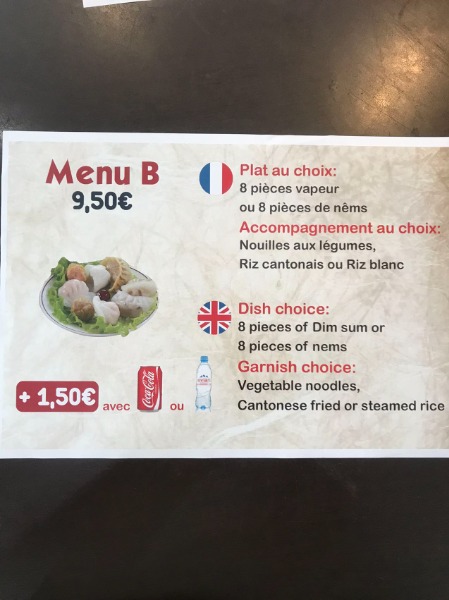 Menu B
9,50€
Plat au choix:
8 pièces vapeur
ou 8 pièces de nêms
Accompagnement au choix:
Nouilles aux légumes,
Riz cantonais ou Riz blanc
Dish choice:
8 pieces of Dim sum or
8 pieces of nems
Garnish choice:
Vegetable noodles,
Cantonese fried or steamed rice
+ 1,50€ avec Coca-Cola ou